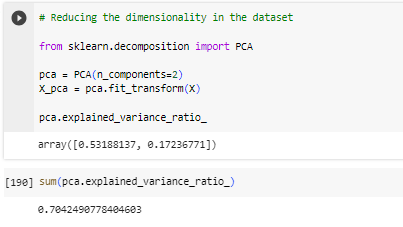 # Reducing the dimensionality in the dataset
from sklearn.decomposition import PCA
pca = PCA(n_components=2)
X_pca = pca.fit_transform(X)
pca.explained_variance_ratio_
array([0.53188137, 0.17236771])
[190] sum(pca.explained_variance_ratio_)
0.7042490778404603